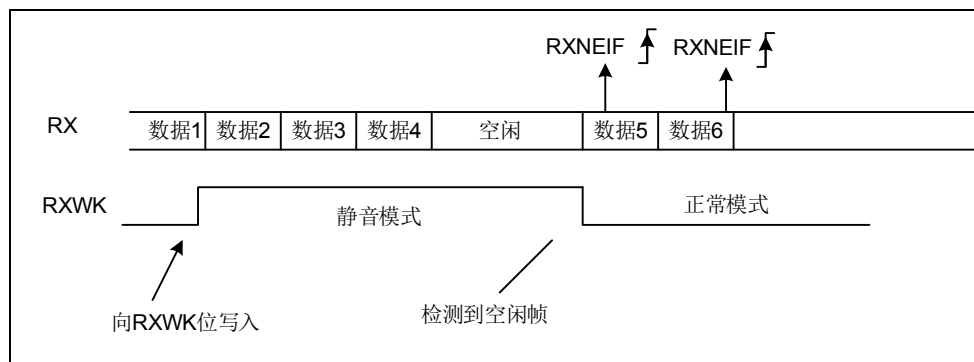 RXNEIF RXNEIF
RX 数据1 数据2 数据3 数据4 空闲 数据5 数据6
RXWK 静音模式 正常模式
向RXWK位写入 检测到空闲帧